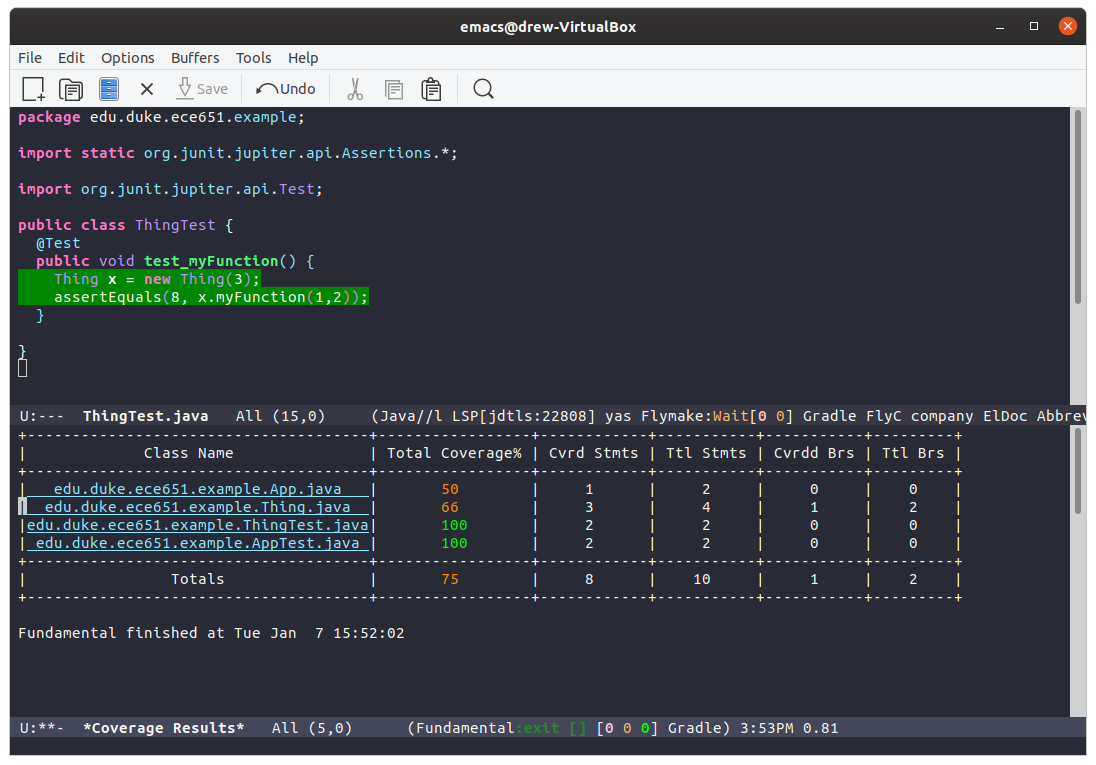 emacs@drew-VirtualBox
File Edit Options Buffers Tools Help
Save Undo
package edu.duke.ece651.example;
import static org.junit.jupiter.api.Assertions.*;
import org.junit.jupiter.api.Test;
public class ThingTest {
  @Test
  public void test_myFunction() {
    Thing x = new Thing(3);
    assertEquals(8, x.myFunction(1,2));
  }
}
U:---  ThingTest.java   All (15,0)     (Java//l LSP[jdtls:22808] yas Flymake:Wait[0 0] Gradle FlyC company ElDoc Abbrev
+--------------------------------------+-----------------+------------+-----------+-----------+---------+
|             Class Name               | Total Coverage% | Cvrd Stmts | Ttl Stmts | Cvrdd Brs | Ttl Brs |
+--------------------------------------+-----------------+------------+-----------+-----------+---------+
|   edu.duke.ece651.example.App.java   |       50        |     1      |     2     |     0     |    0    |
|  edu.duke.ece651.example.Thing.java  |       66        |     3      |     4     |     1     |    2    |
|edu.duke.ece651.example.ThingTest.java|       100       |     2      |     2     |     0     |    0    |
| edu.duke.ece651.example.AppTest.java |       100       |     2      |     2     |     0     |    0    |
+--------------------------------------+-----------------+------------+-----------+-----------+---------+
|                Totals                |       75        |     8      |    10     |     1     |    2    |
+--------------------------------------+-----------------+------------+-----------+-----------+---------+
Fundamental finished at Tue Jan  7 15:52:02
U:**-  *Coverage Results*   All (5,0)      (Fundamental:exit [] [0 0 0] Gradle) 3:53PM 0.81